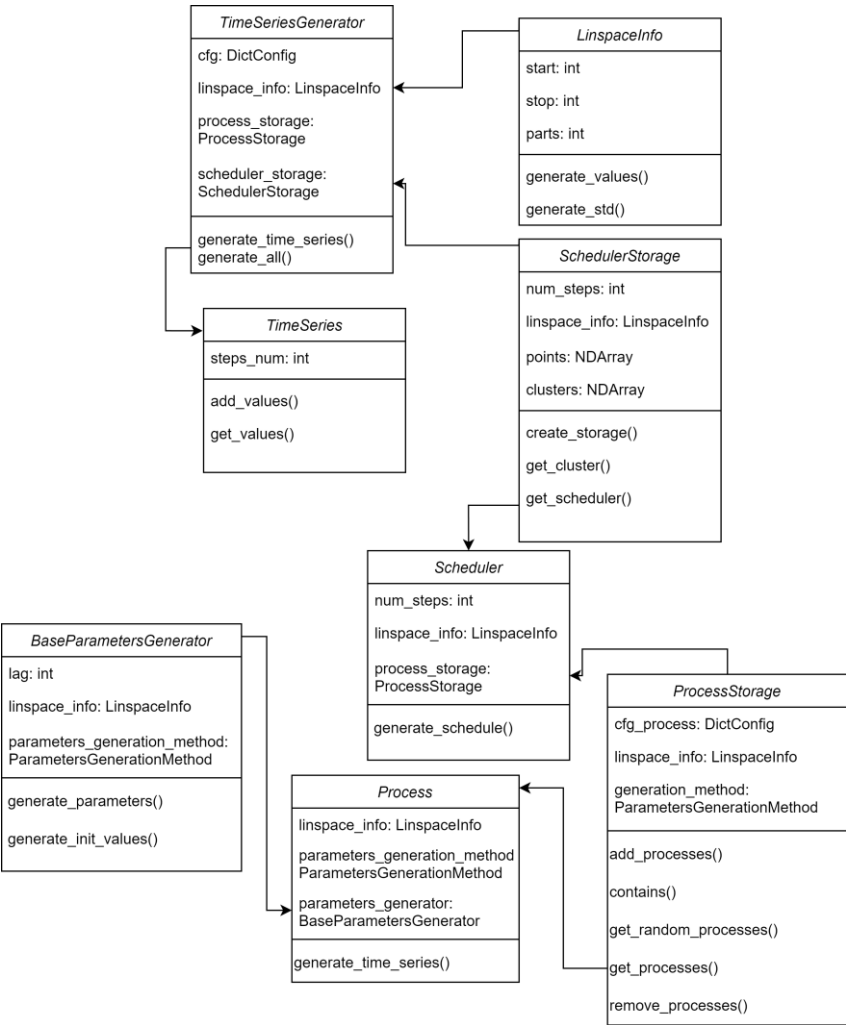 TimeSeriesGenerator
cfg: DictConfig
linspace_info: LinspaceInfo
process_storage:
ProcessStorage
scheduler_storage:
SchedulerStorage
generate_time_series()
generate_all()
LinspaceInfo
start: int
stop: int
parts: int
generate_values()
generate_std()
SchedulerStorage
num_steps: int
linspace_info: LinspaceInfo
points: NDArray
clusters: NDArray
create_storage()
get_cluster()
get_scheduler()
TimeSeries
steps_num: int
add_values()
get_values()
Scheduler
num_steps: int
linspace_info: LinspaceInfo
process_storage:
ProcessStorage
generate_schedule()
BaseParametersGenerator
lag: int
linspace_info: LinspaceInfo
parameters_generation_method:
ParametersGenerationMethod
generate_parameters()
generate_init_values()
Process
linspace_info: LinspaceInfo
parameters_generation_method
ParametersGenerationMethod
parameters_generator:
BaseParametersGenerator
generate_time_series()
ProcessStorage
cfg_process: DictConfig
linspace_info: LinspaceInfo
generation_method:
ParametersGenerationMethod
add_processes()
contains()
get_random_processes()
get_processes()
remove_processes()